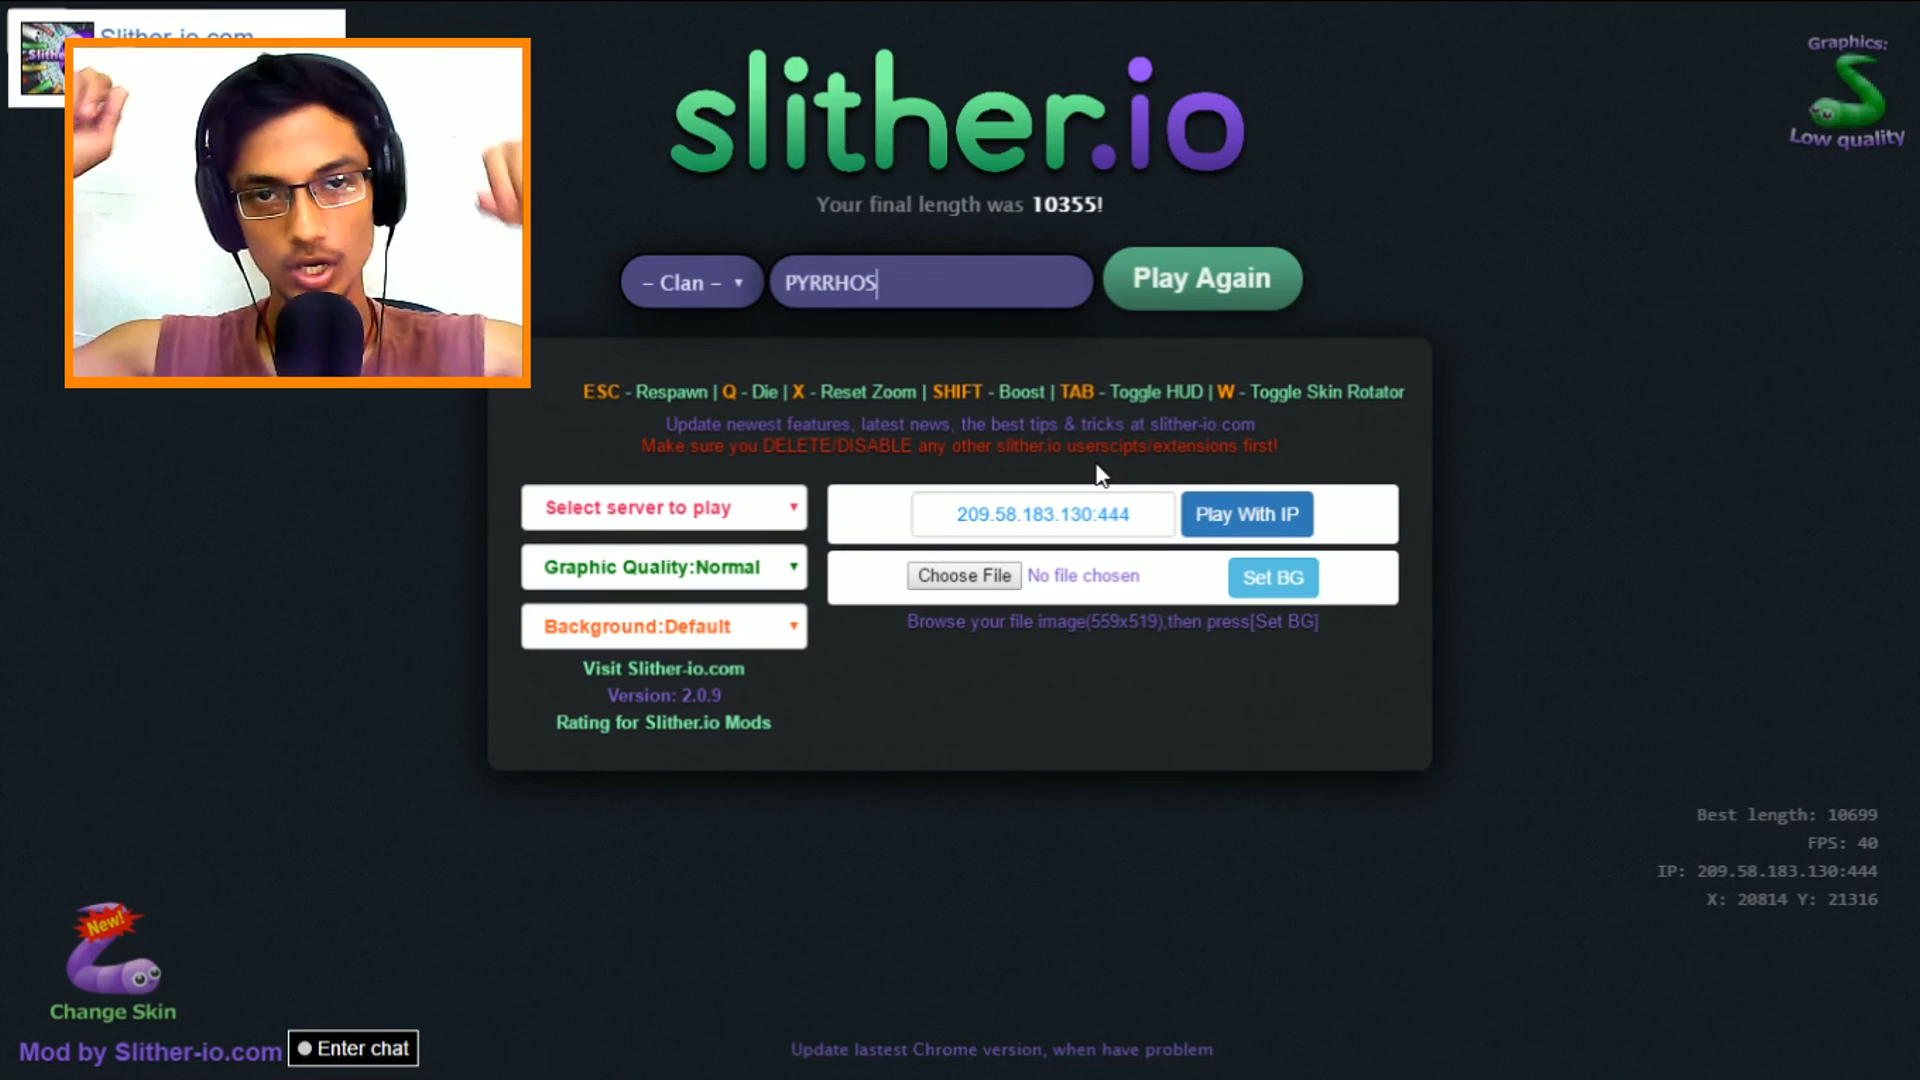 Slither-io.com
slither.io
Graphics:
Low quality
Your final length was 10355!
– Clan –
PYRRHOS
Play Again
ESC - Respawn | Q - Die | X - Reset Zoom | SHIFT - Boost | TAB - Toggle HUD | W - Toggle Skin Rotator
Update newest features, latest news, the best tips & tricks at slither-io.com
Make sure you DELETE/DISABLE any other slither.io userscipts/extensions first!
Select server to play
209.58.183.130:444
Play With IP
Graphic Quality:Normal
Choose File No file chosen
Set BG
Background:Default
Browse your file image(559x519),then press[Set BG]
Visit Slither-io.com
Version: 2.0.9
Rating for Slither.io Mods
Best length: 10699
FPS: 40
IP: 209.58.183.130:444
X: 20814 Y: 21316
New!
Change Skin
Mod by Slither-io.com
Enter chat
Update lastest Chrome version, when have problem